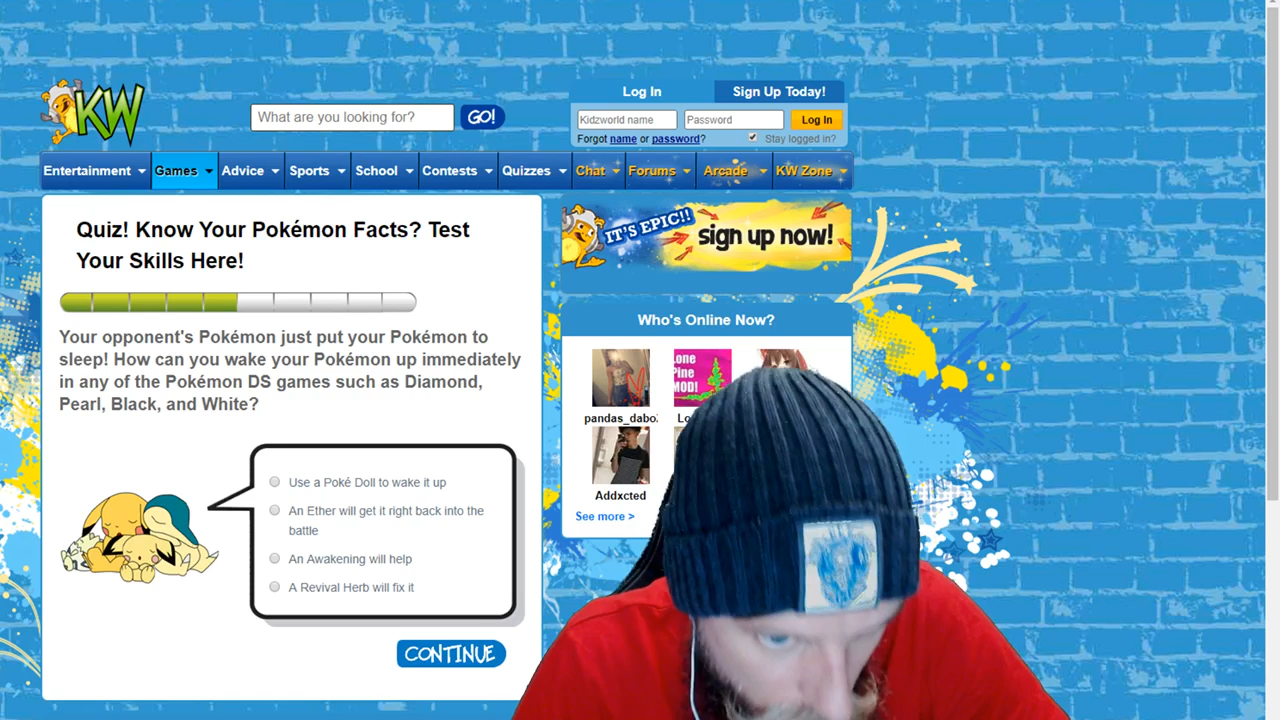 KW
What are you looking for?
GO!
Log In
Sign Up Today!
Kidzworld name
Password
Log In
Forgot name or password?
Stay logged in?
Entertainment
Games
Advice
Sports
School
Contests
Quizzes
Chat
Forums
Arcade
KW Zone
Quiz! Know Your Pokémon Facts? Test
Your Skills Here!
Your opponent's Pokémon just put your Pokémon to
sleep! How can you wake your Pokémon up immediately
in any of the Pokémon DS games such as Diamond,
Pearl, Black, and White?
Use a Poké Doll to wake it up
An Ether will get it right back into the
battle
An Awakening will help
A Revival Herb will fix it
CONTINUE
IT'S EPIC!!
sign up now!
Who's Online Now?
Lone
Pine
MOD!
pandas_dabo
Lo
Addxcted
See more >